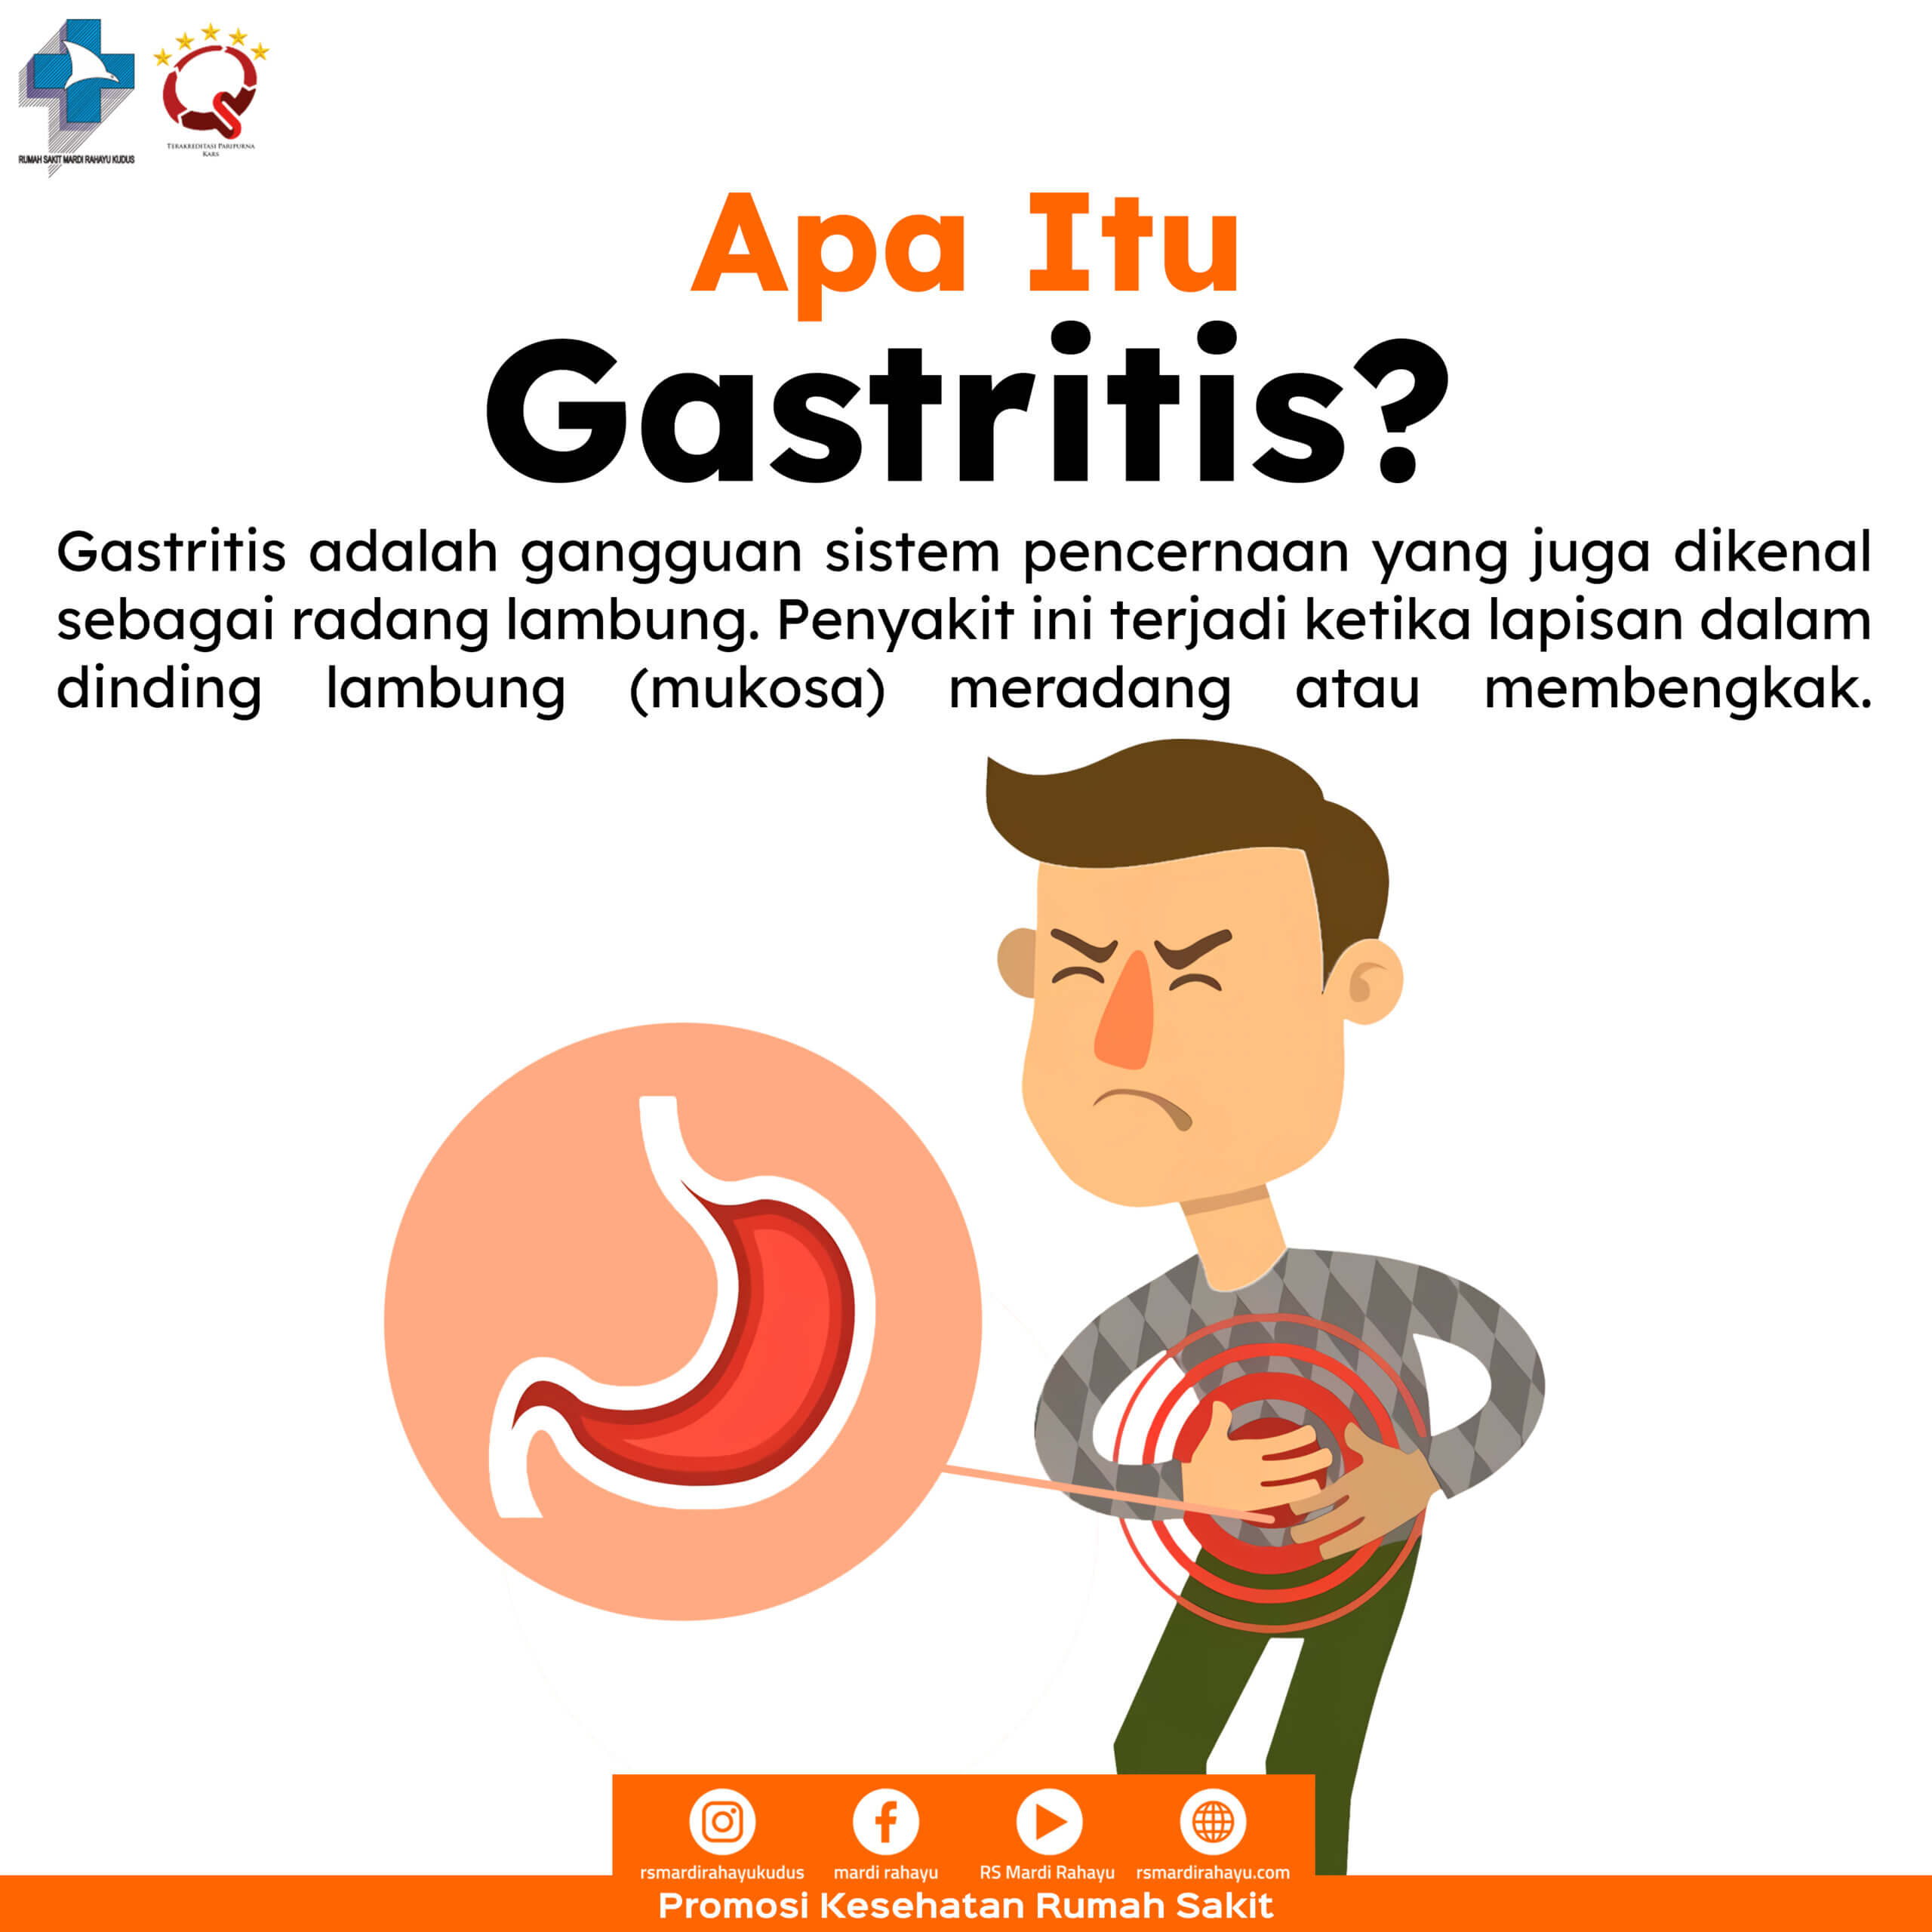 RUMAH SAKIT MARDI RAHAYU KUDUS
TERAKREDITASI PARIPURNA
KARS
Apa Itu
Gastritis?
Gastritis adalah gangguan sistem pencernaan yang juga dikenal
sebagai radang lambung. Penyakit ini terjadi ketika lapisan dalam
dinding lambung (mukosa) meradang atau membengkak.
rsmardirahayukudus mardi rahayu RS Mardi Rahayu rsmardirahayu.com
Promosi Kesehatan Rumah Sakit